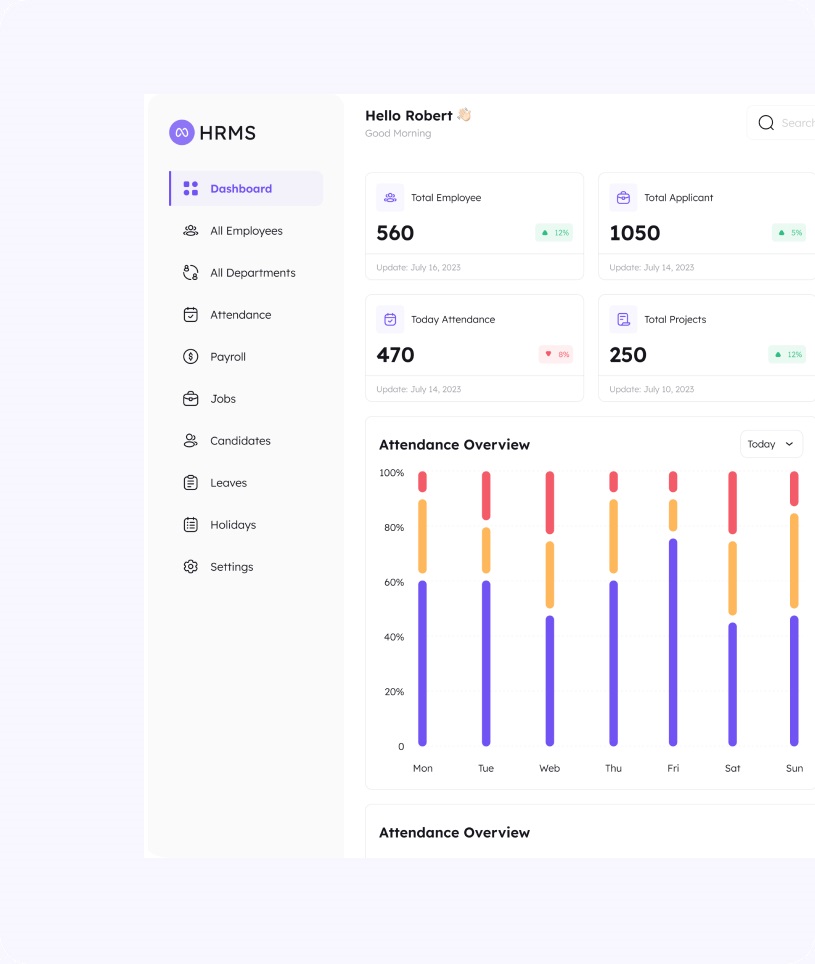 HRMS
Dashboard
All Employees
All Departments
Attendance
Payroll
Jobs
Candidates
Leaves
Holidays
Settings
Hello Robert 👋🏻
Good Morning
Search
Total Employee
560
12%
Update: July 16, 2023
Total Applicant
1050
5%
Update: July 14, 2023
Today Attendance
470
8%
Update: July 14, 2023
Total Projects
250
12%
Update: July 10, 2023
Attendance Overview
Today
100%
80%
60%
40%
20%
0
Mon Tue Web Thu Fri Sat Sun
Attendance Overview